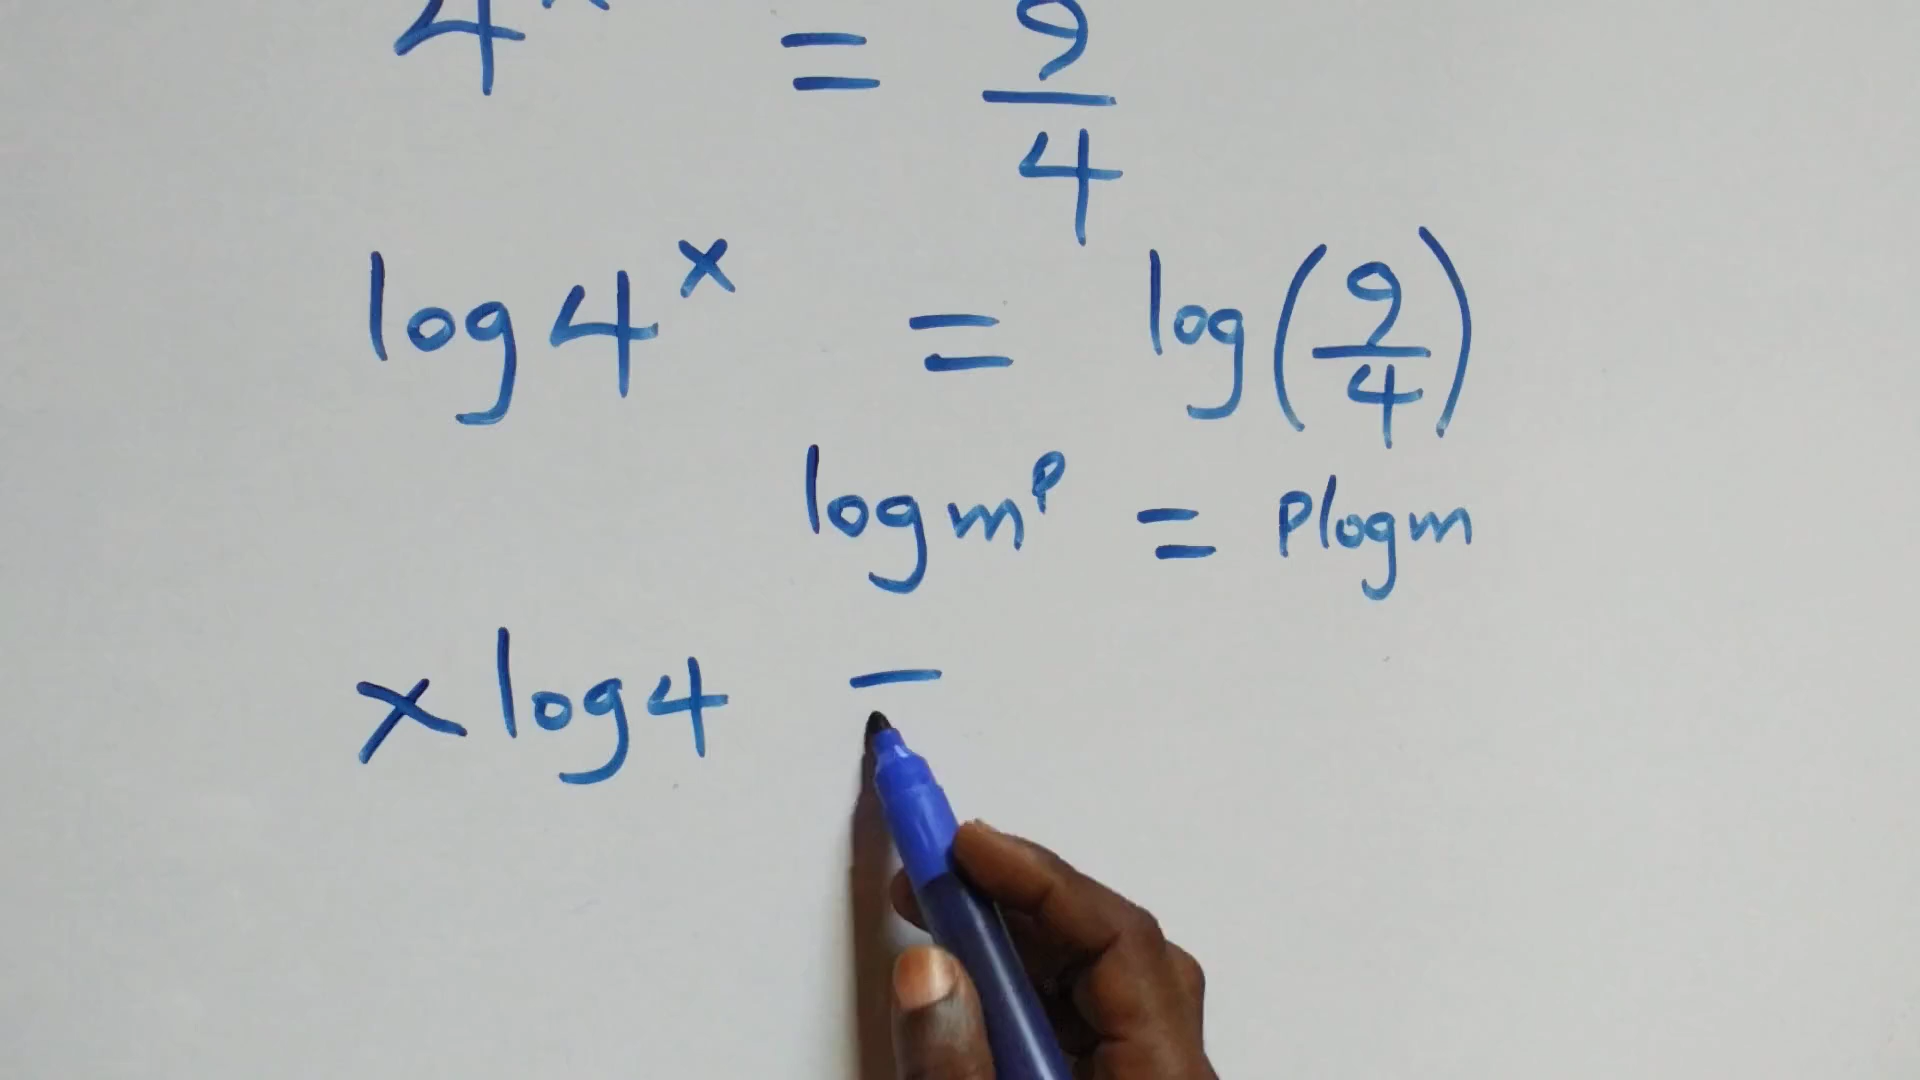 4^x = 9/4
log 4^x = log(9/4)
log m^p = p log m
x log 4 =